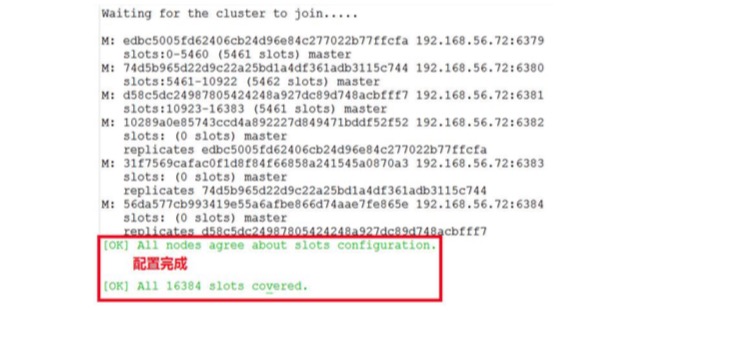 Waiting for the cluster to join.....
M: edbc5005fd62406cb24d96e84c277022b77ffcfa 192.168.56.72:6379
slots:0-5460 (5461 slots) master
M: 74d5b965d22d9c22a25bd1a4df361adb3115c744 192.168.56.72:6380
slots:5461-10922 (5462 slots) master
M: d58c5dc24987805424248a927dc89d748acbfff7 192.168.56.72:6381
slots:10923-16383 (5461 slots) master
M: 10289a0e85743ccd4a892227d849471bddf52f52 192.168.56.72:6382
slots: (0 slots) master
replicates edbc5005fd62406cb24d96e84c277022b77ffcfa
M: 31f7569cafac0f1d8f84f66858a241545a0870a3 192.168.56.72:6383
slots: (0 slots) master
replicates 74d5b965d22d9c22a25bd1a4df361adb3115c744
M: 56da577cb993419e55a6afbe866d74aae7fe865e 192.168.56.72:6384
slots: (0 slots) master
replicates d58c5dc24987805424248a927dc89d748acbfff7
[OK] All nodes agree about slots configuration.
配置完成
[OK] All 16384 slots covered.